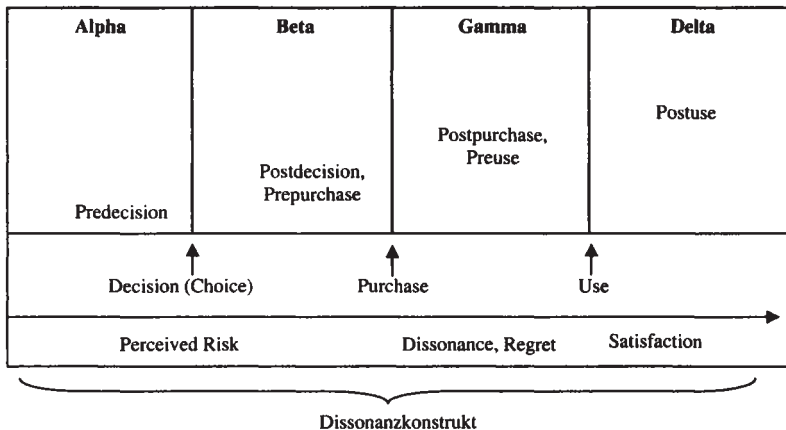 Alpha Beta Gamma Delta
Postuse
Postpurchase,
Preuse
Postdecision,
Prepurchase
Predecision
Decision (Choice) Purchase Use
Perceived Risk Dissonance, Regret Satisfaction
Dissonanzkonstrukt